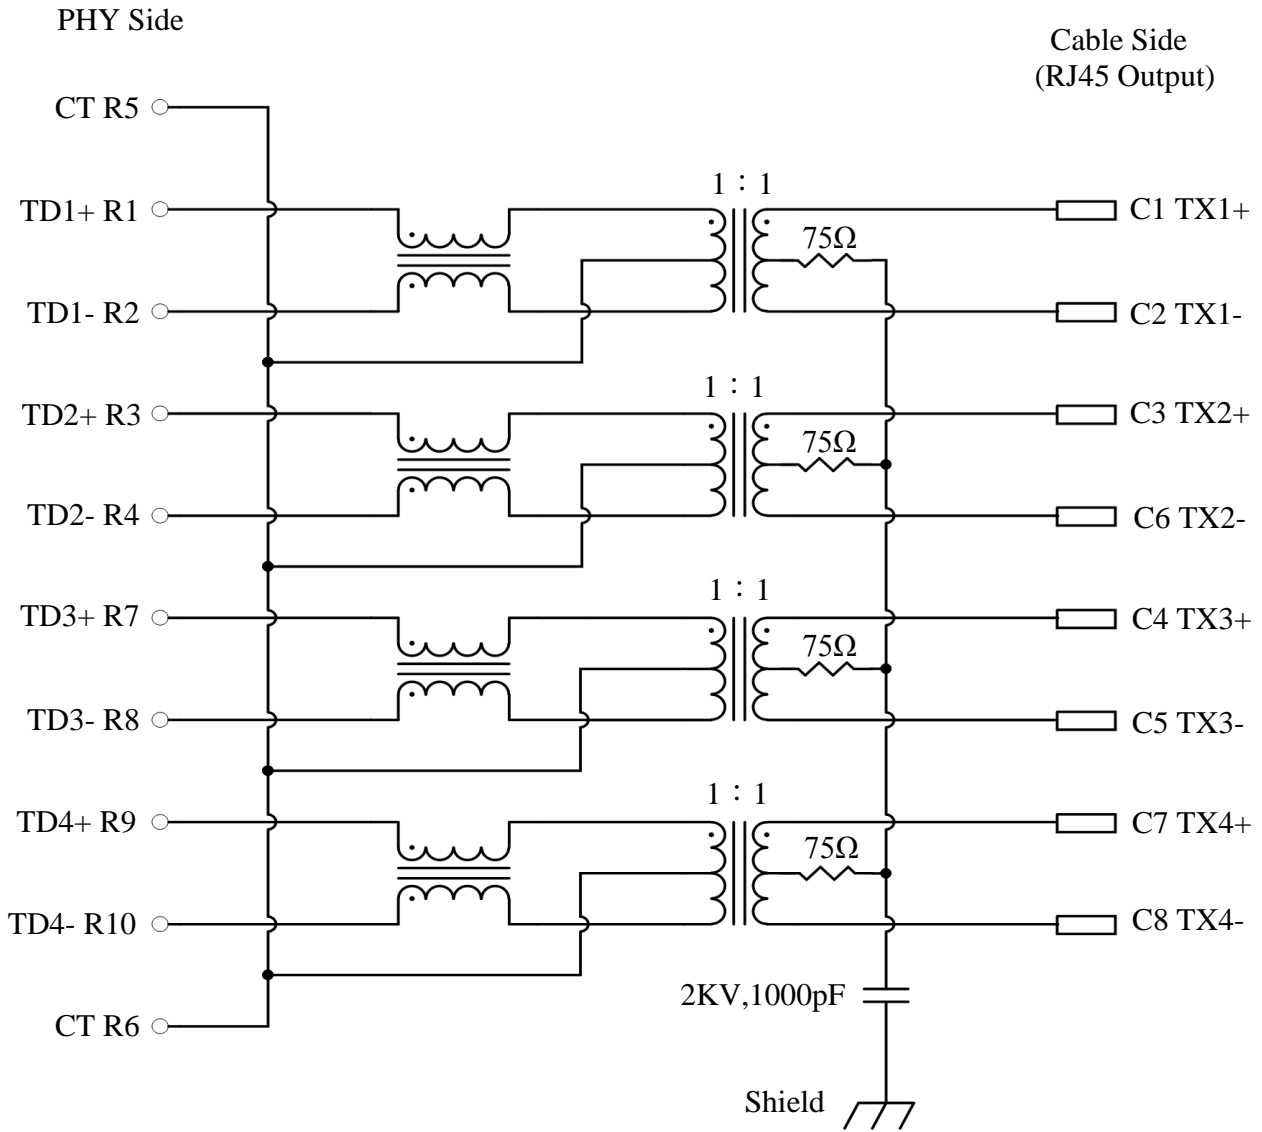 PHY Side
Cable Side
(RJ45 Output)
CT R5
1 : 1
TD1+ R1
C1 TX1+
75Ω
TD1- R2
C2 TX1-
1 : 1
TD2+ R3
C3 TX2+
75Ω
TD2- R4
C6 TX2-
1 : 1
TD3+ R7
C4 TX3+
75Ω
TD3- R8
C5 TX3-
1 : 1
TD4+ R9
C7 TX4+
75Ω
TD4- R10
C8 TX4-
2KV,1000pF
CT R6
Shield